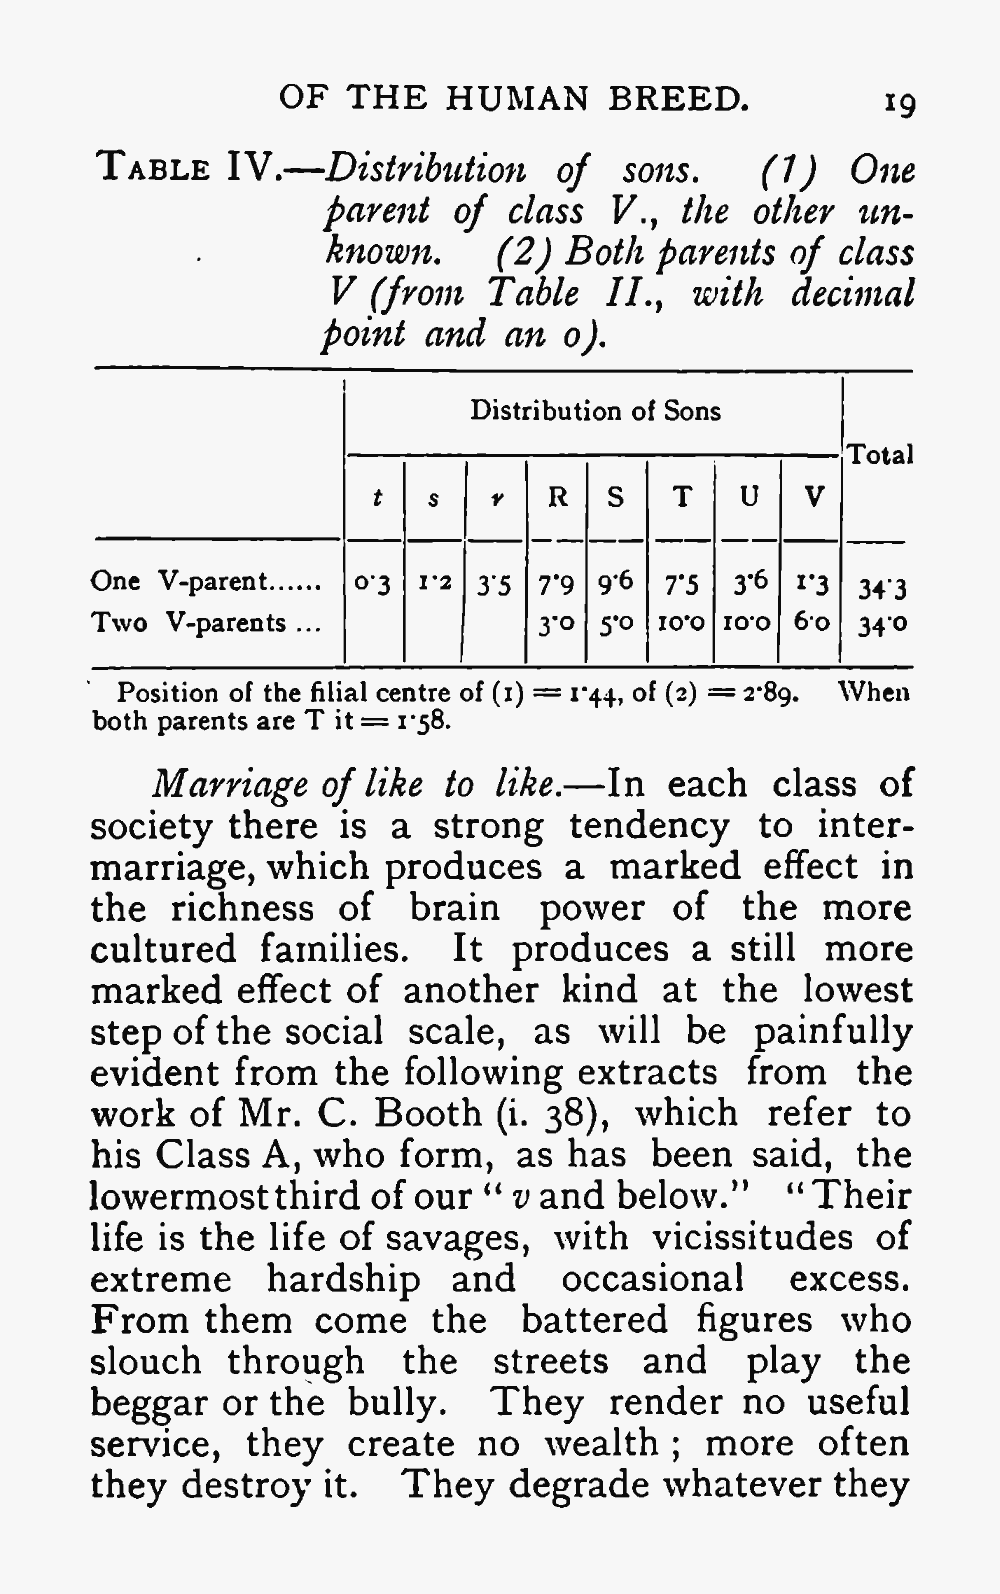 OF THE HUMAN BREED. 19
TABLE IV.—Distribution of sons. (1) One
parent of class V., the other un-
known. (2) Both parents of class
V (from Table II., with decimal
point and an o).
Distribution of Sons
Total
t s v R S T U V
One V-parent...... 0·3 1·2 3·5 7·9 9·6 7·5 3·6 1·3 34·3
Two V-parents ... 3·0 5·0 10·0 10·0 6·0 34·0
Position of the filial centre of (1) = 1·44, of (2) = 2·89. When
both parents are T it = 1·58.
Marriage of like to like.—In each class of
society there is a strong tendency to inter-
marriage, which produces a marked effect in
the richness of brain power of the more
cultured families. It produces a still more
marked effect of another kind at the lowest
step of the social scale, as will be painfully
evident from the following extracts from the
work of Mr. C. Booth (i. 38), which refer to
his Class A, who form, as has been said, the
lowermost third of our “ v and below.” “Their
life is the life of savages, with vicissitudes of
extreme hardship and occasional excess.
From them come the battered figures who
slouch through the streets and play the
beggar or the bully. They render no useful
service, they create no wealth ; more often
they destroy it. They degrade whatever they